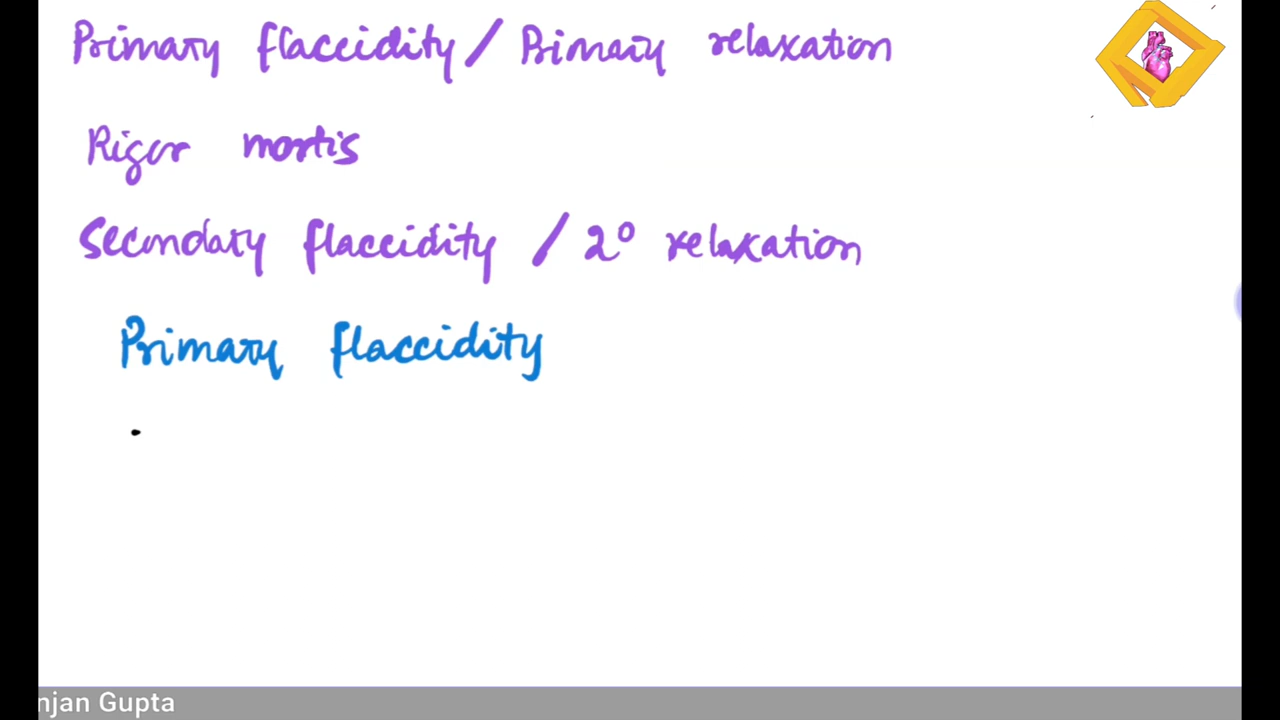 Primary flaccidity / Primary relaxation
Rigor mortis
Secondary flaccidity / 2° relaxation
Primary flaccidity
njan Gupta